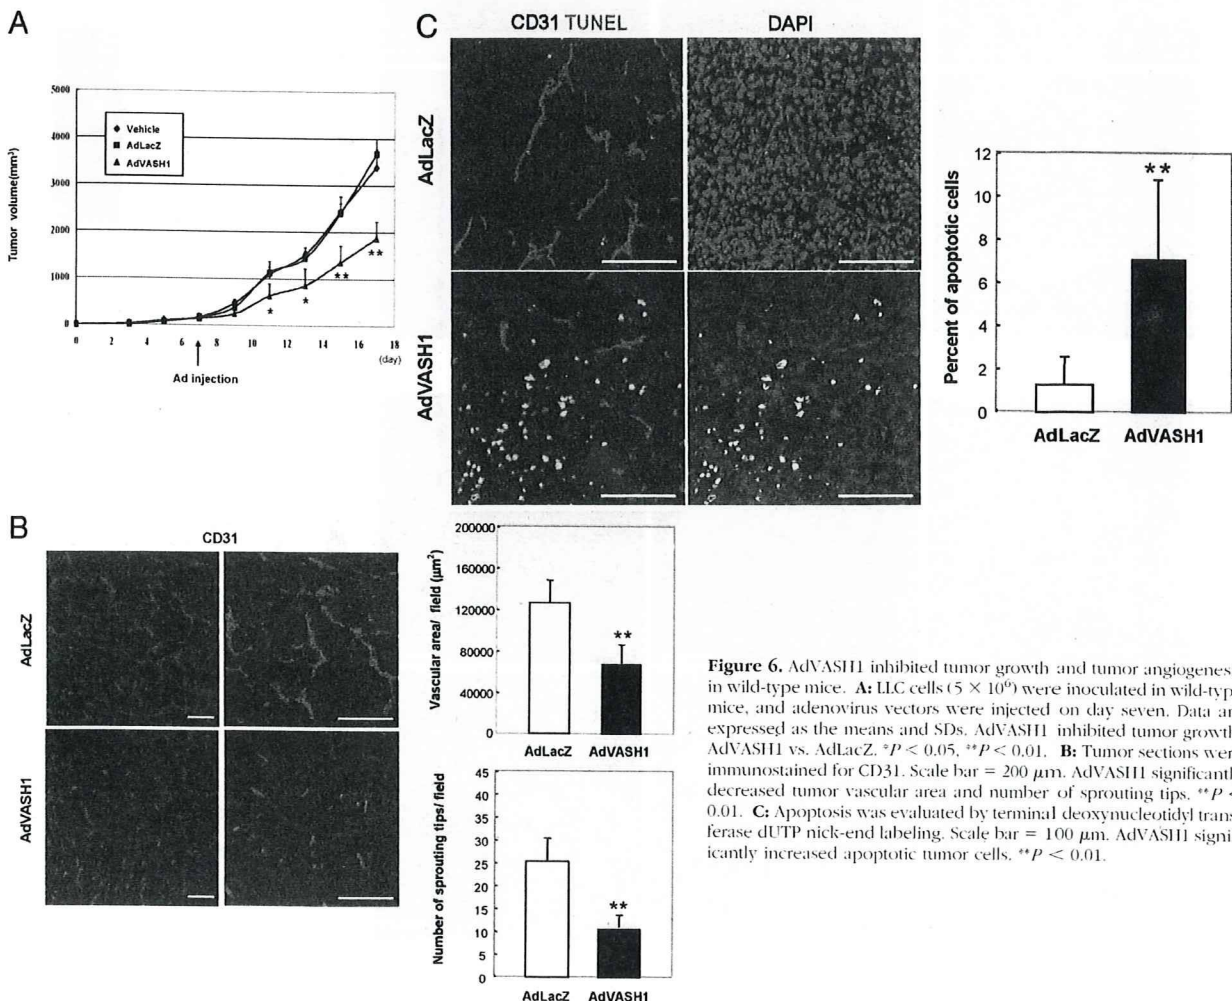 A
5000
4000
3000
2000
1000
0
Tumor volume(mm³)
Vehicle
AdLacZ
AdVASH1
*
*
**
**
0 2 4 6 8 10 12 14 16 18
(day)
Ad injection
C
CD31 TUNEL DAPI
AdLacZ
AdVASH1
12
10
8
6
4
2
0
Percent of apoptotic cells
**
AdLacZ AdVASH1
B
CD31
AdLacZ
AdVASH1
200000
160000
120000
80000
40000
0
Vascular area/ field (µm²)
**
AdLacZ AdVASH1
45
40
35
30
25
20
15
10
5
0
Number of sprouting tips/ field
**
AdLacZ AdVASH1
Figure 6. AdVASH1 inhibited tumor growth and tumor angiogenes
in wild-type mice. A: LLC cells (5 × 10⁶) were inoculated in wild-typ
mice, and adenovirus vectors were injected on day seven. Data ar
expressed as the means and SDs. AdVASH1 inhibited tumor growth
AdVASH1 vs. AdLacZ. *P < 0.05, **P < 0.01. B: Tumor sections wer
immunostained for CD31. Scale bar = 200 µm. AdVASH1 significantl
decreased tumor vascular area and number of sprouting tips. **P <
0.01. C: Apoptosis was evaluated by terminal deoxynucleotidyl trans
ferase dUTP nick-end labeling. Scale bar = 100 µm. AdVASH1 signif
icantly increased apoptotic tumor cells. **P < 0.01.